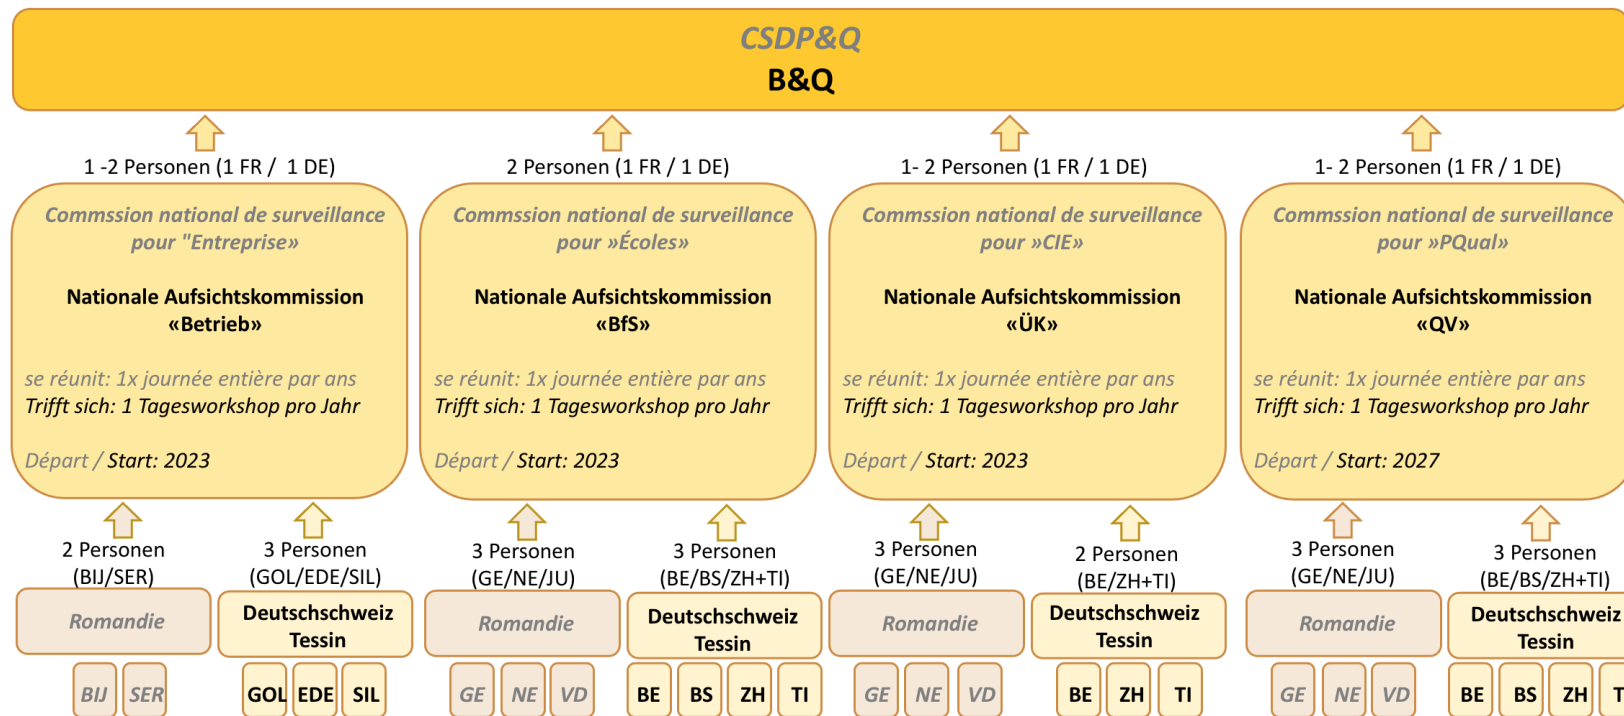 CSDP&Q
B&Q
1 -2 Personen (1 FR / 1 DE)
Commssion national de surveillance
pour "Entreprise»
Nationale Aufsichtskommission
«Betrieb»
se réunit: 1x journée entière par ans
Trifft sich: 1 Tagesworkshop pro Jahr
Départ / Start: 2023
2 Personen
(BIJ/SER)
Romandie
BIJ
SER
3 Personen
(GOL/EDE/SIL)
Deutschschweiz
Tessin
GOL
EDE
SIL
2 Personen (1 FR / 1 DE)
Commssion national de surveillance
pour »Écoles»
Nationale Aufsichtskommission
«BfS»
se réunit: 1x journée entière par ans
Trifft sich: 1 Tagesworkshop pro Jahr
Départ / Start: 2023
3 Personen
(GE/NE/JU)
Romandie
GE
NE
VD
3 Personen
(BE/BS/ZH+TI)
Deutschschweiz
Tessin
BE
BS
ZH
TI
1- 2 Personen (1 FR / 1 DE)
Commssion national de surveillance
pour »CIE»
Nationale Aufsichtskommission
«ÜK»
se réunit: 1x journée entière par ans
Trifft sich: 1 Tagesworkshop pro Jahr
Départ / Start: 2023
3 Personen
(GE/NE/JU)
Romandie
GE
NE
VD
2 Personen
(BE/ZH+TI)
Deutschschweiz
Tessin
BE
ZH
TI
1- 2 Personen (1 FR / 1 DE)
Commssion national de surveillance
pour »PQual»
Nationale Aufsichtskommission
«QV»
se réunit: 1x journée entière par ans
Trifft sich: 1 Tagesworkshop pro Jahr
Départ / Start: 2027
3 Personen
(GE/NE/JU)
Romandie
GE
NE
VD
3 Personen
(BE/BS/ZH+TI)
Deutschschweiz
Tessin
BE
BS
ZH